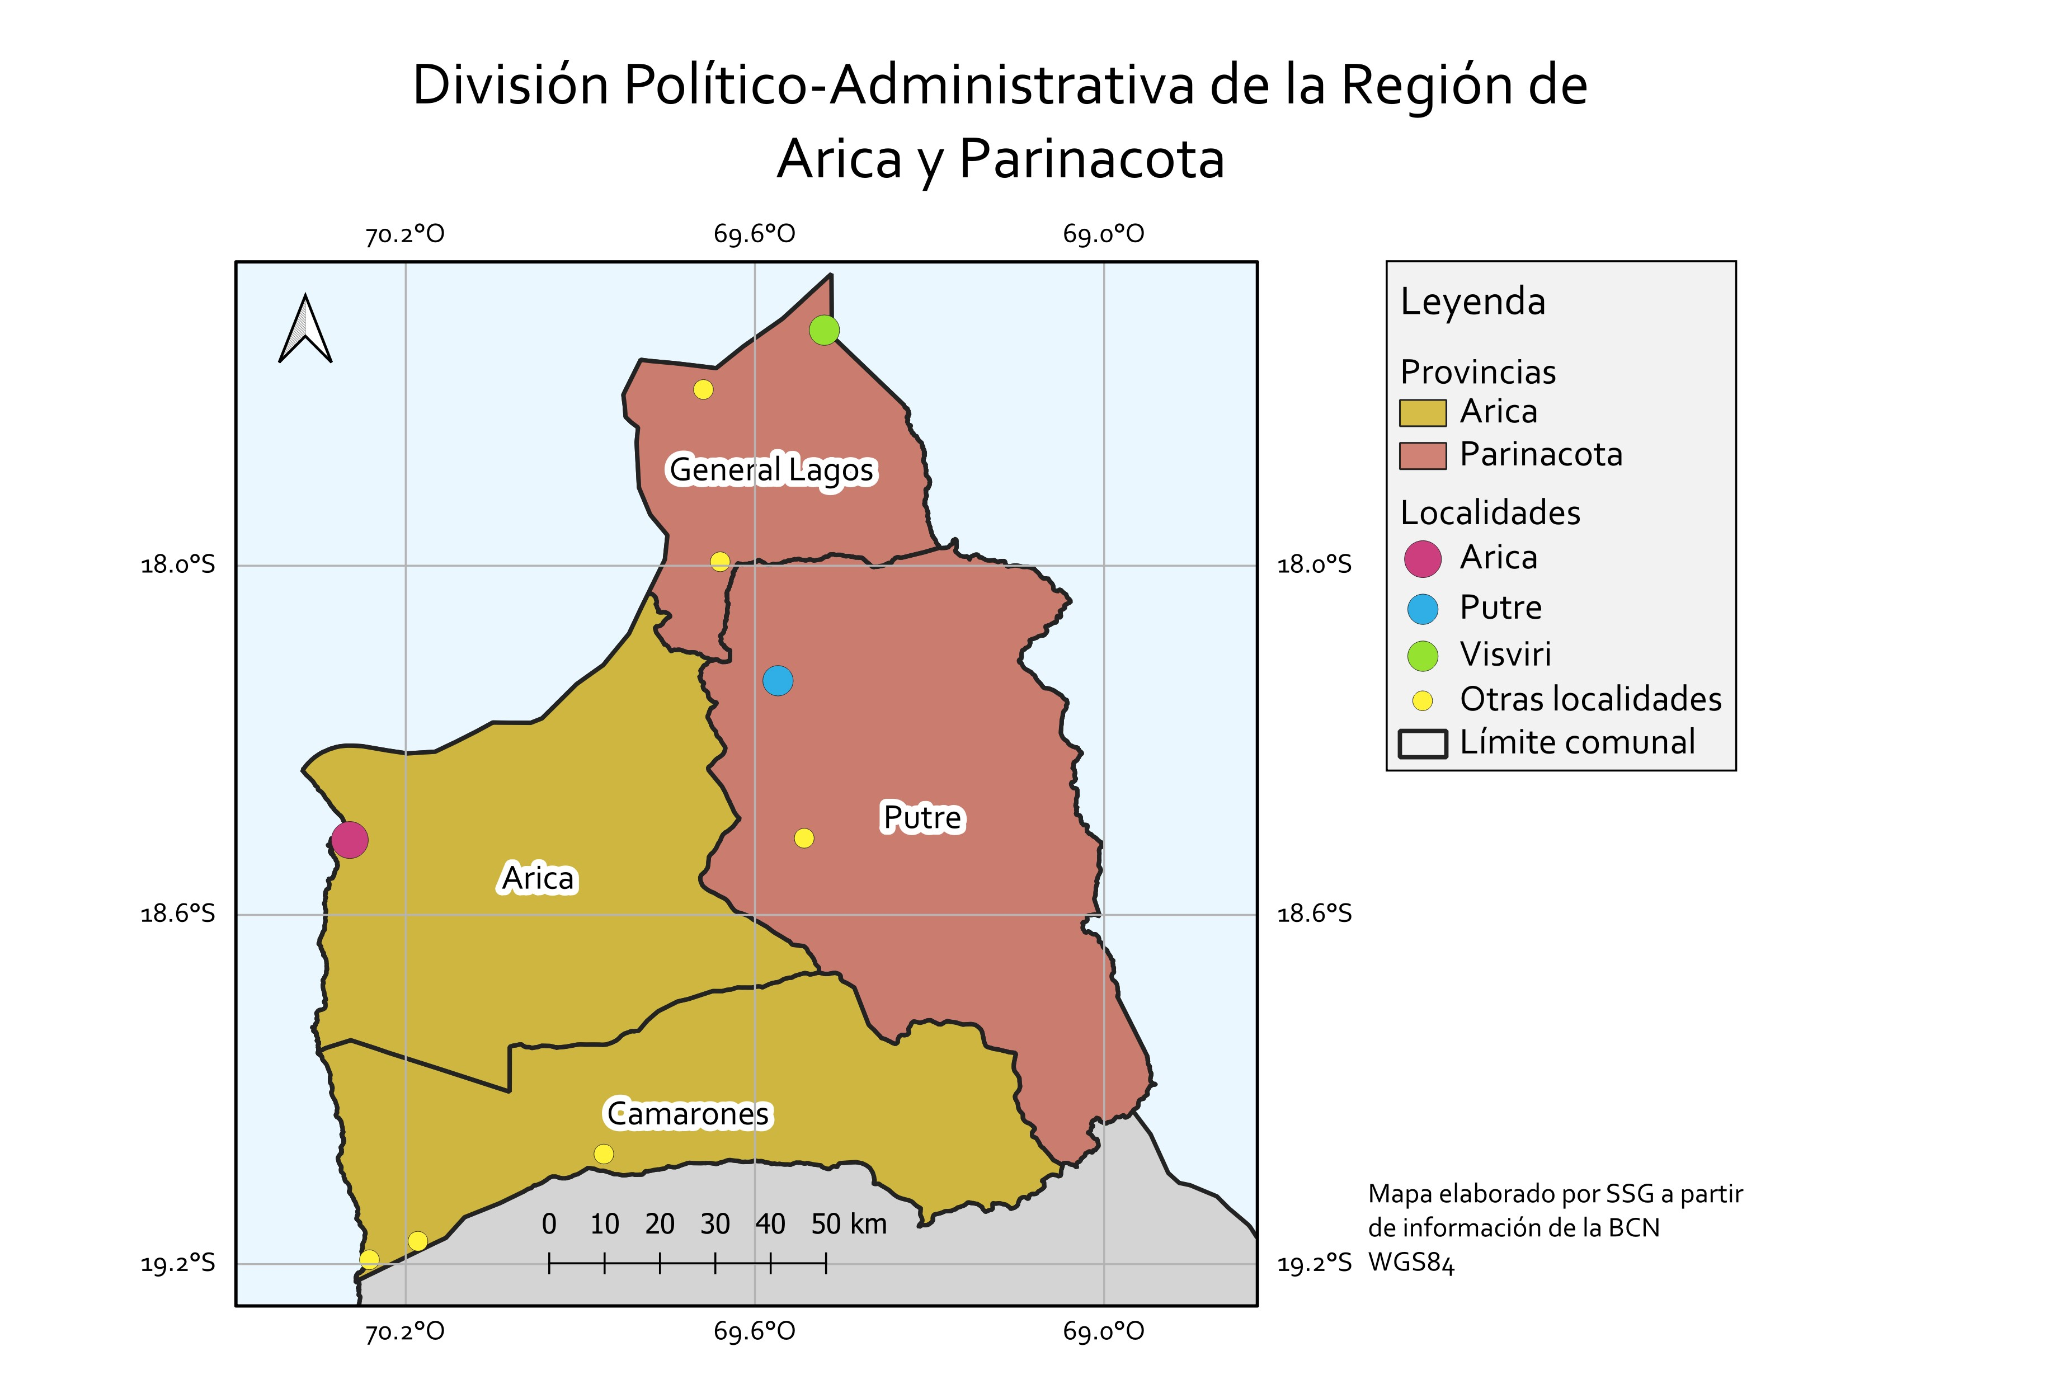 División Político-Administrativa de la Región de
Arica y Parinacota
70.2°O 69.6°O 69.0°O
Leyenda
Provincias
Arica
Parinacota
Localidades
Arica
Putre
Visviri
Otras localidades
Límite comunal
General Lagos
18.0°S 18.0°S
Putre
Arica
18.6°S 18.6°S
Camarones
0 10 20 30 40 50 km
19.2°S 19.2°S
70.2°O 69.6°O 69.0°O
Mapa elaborado por SSG a partir
de información de la BCN
WGS84